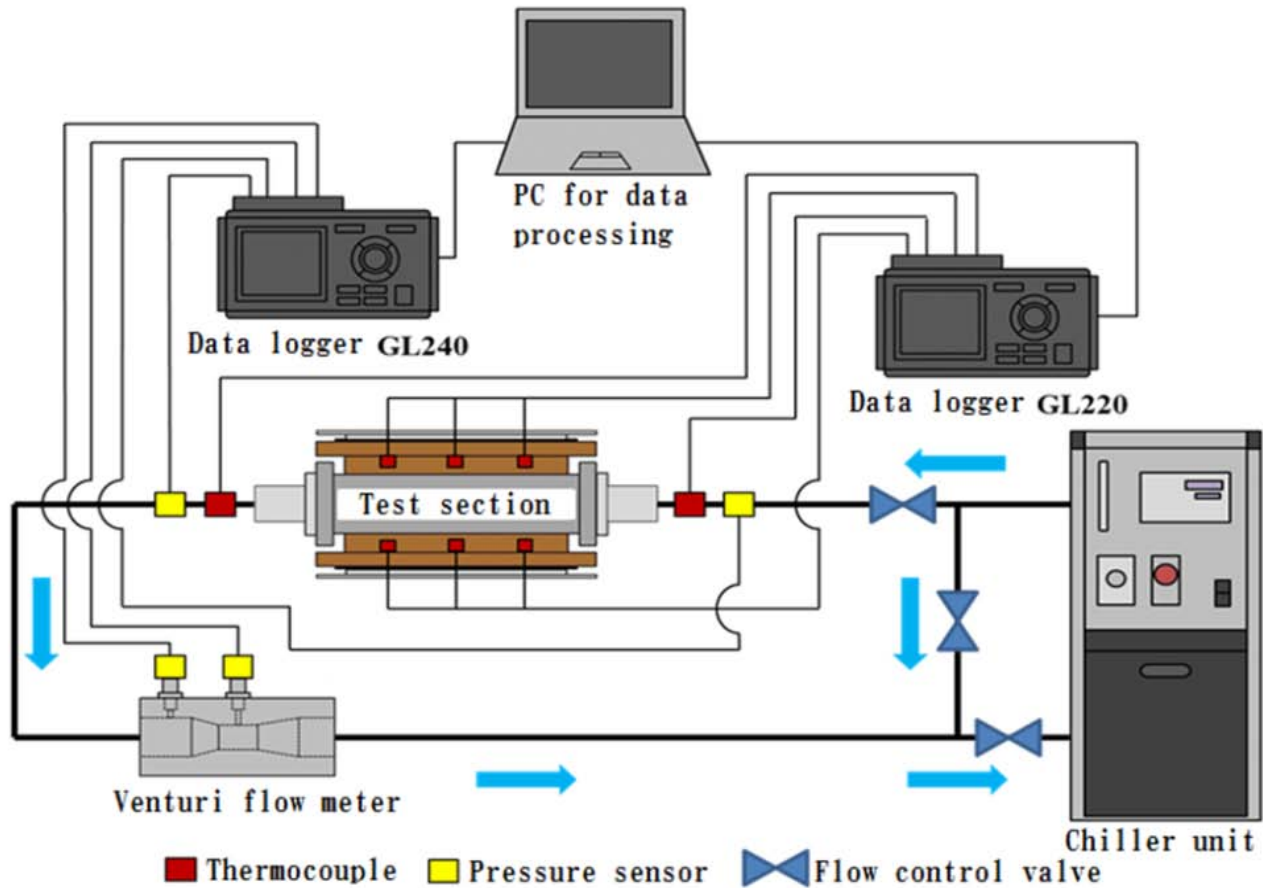 PC for data
processing
Data logger GL240
Data logger GL220
Test section
Venturi flow meter
Chiller unit
Thermocouple
Pressure sensor
Flow control valve